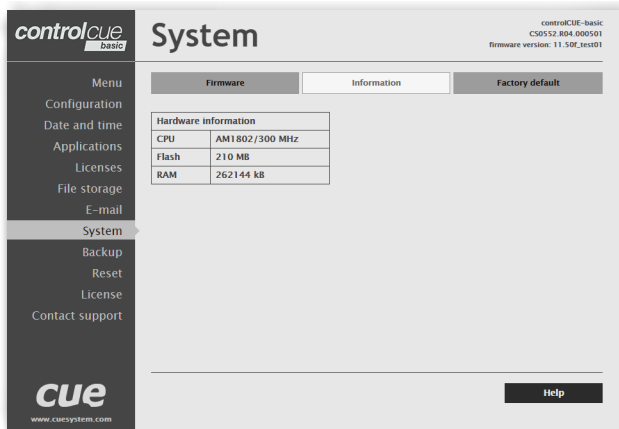 controlcue
basic
System
controlCUE-basic
CS0552.R04.000501
firmware version: 11.50f_test01
Menu
Configuration
Date and time
Applications
Licenses
File storage
E-mail
System
Backup
Reset
License
Contact support
Firmware
Information
Factory default
Hardware information
CPU AM1802/300 MHz
Flash 210 MB
RAM 262144 kB
Help
cue
www.cuesystem.com